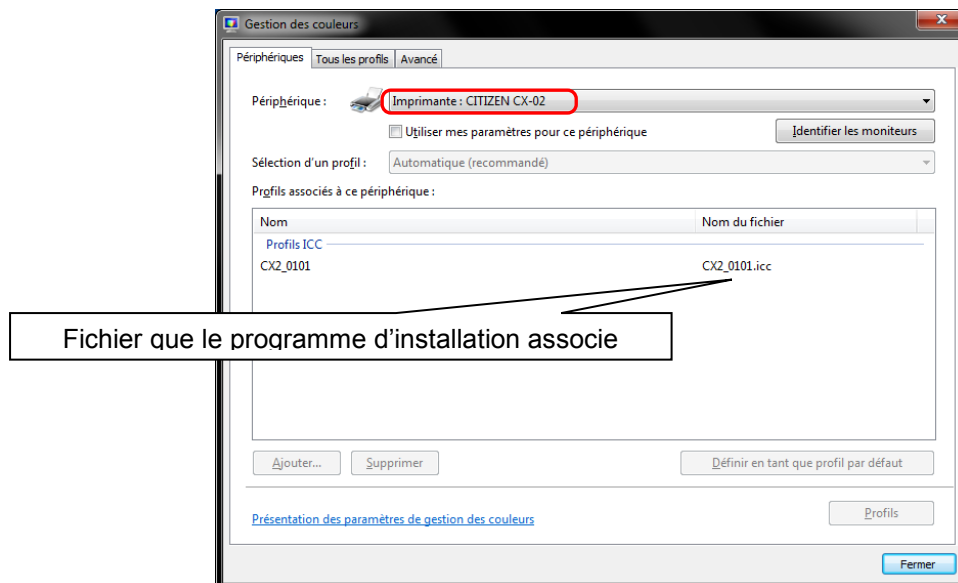 Gestion des couleurs
Périphériques Tous les profils Avancé
Périphérique : Imprimante : CITIZEN CX-02
Utiliser mes paramètres pour ce périphérique Identifier les moniteurs
Sélection d'un profil : Automatique (recommandé)
Profils associés à ce périphérique :
Nom Nom du fichier
Profils ICC
CX2_0101 CX2_0101.icc
Fichier que le programme d'installation associe
Ajouter... Supprimer Définir en tant que profil par défaut
Présentation des paramètres de gestion des couleurs Profils
Fermer